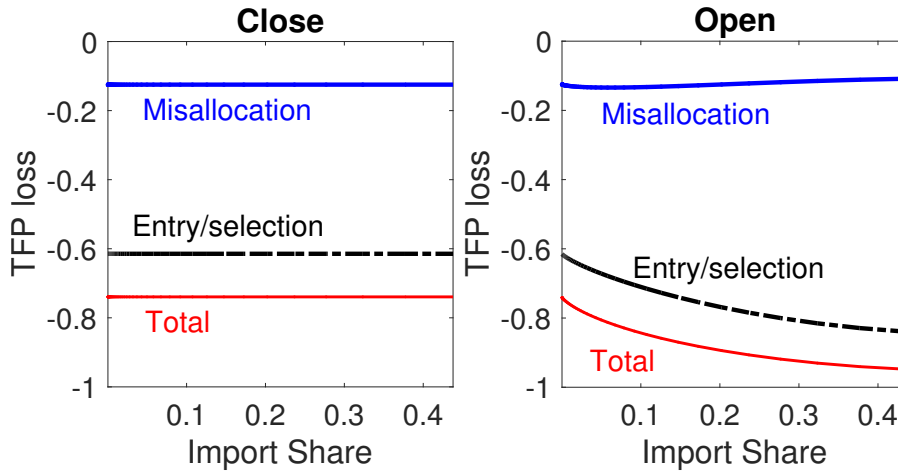 Close
0
-0.2
-0.4
-0.6
-0.8
-1
TFP loss
Misallocation
Entry/selection
Total
0.1 0.2 0.3 0.4
Import Share
Open
0
-0.2
-0.4
-0.6
-0.8
-1
TFP loss
Misallocation
Entry/selection
Total
0.1 0.2 0.3 0.4
Import Share